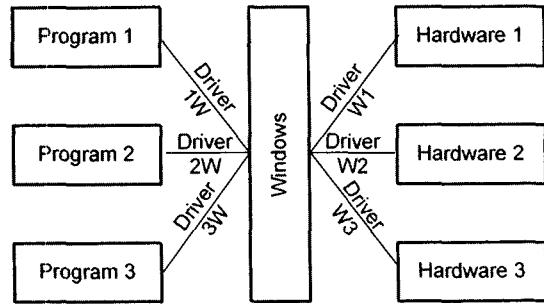 Program 1
Driver
1W
Program 2
Driver
2W
Program 3
Driver
3W
Windows
Hardware 1
Driver
W1
Hardware 2
Driver
W2
Hardware 3
Driver
W3